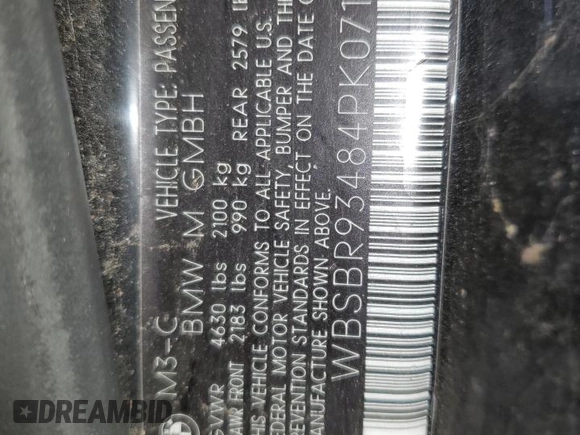 M3-C VEHICLE TYPE: PASSEN
BMW M GMBH
GVWR 4630 lbs 2100 kg
GAWR FRONT 2183 lbs 990 kg REAR 2579 lb
THIS VEHICLE CONFORMS TO ALL APPLICABLE U.S.
FEDERAL MOTOR VEHICLE SAFETY, BUMPER AND TH
PREVENTION STANDARDS IN EFFECT ON THE DATE O
MANUFACTURE SHOWN ABOVE.
WBSBR93484PK071
DREAMBID